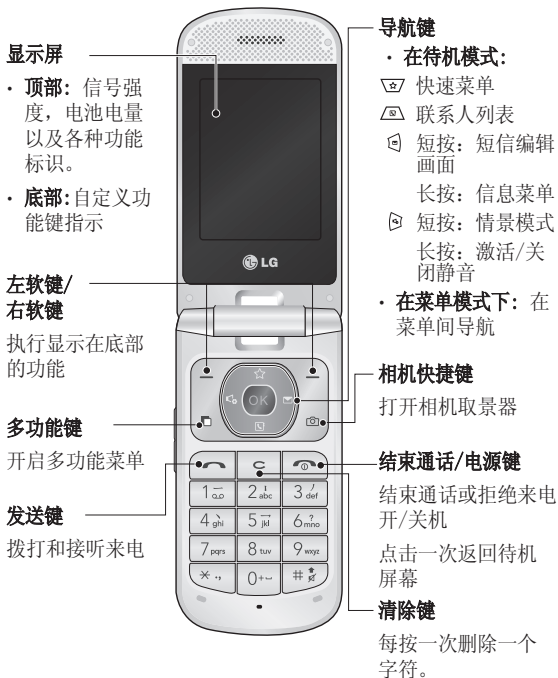 显示屏
· 顶部：信号强
度，电池电量
以及各种功能
标识。
· 底部：自定义功
能键指示
左软键/
右软键
执行显示在底部
的功能
多功能键
开启多功能菜单
发送键
拨打和接听来电
LG
OK
1
2 abc
3 def
4 ghi
5 jkl
6 mno
7 pqrs
8 tuv
9 wxyz
0+
#
导航键
· 在待机模式：
快速菜单
联系人列表
短按：短信编辑
画面
长按：信息菜单
短按：情景模式
长按：激活/关
闭静音
· 在菜单模式下：在
菜单间导航
相机快捷键
打开相机取景器
结束通话/电源键
结束通话或拒绝来电
开/关机
点击一次返回待机
屏幕
清除键
每按一次删除一个
字符。